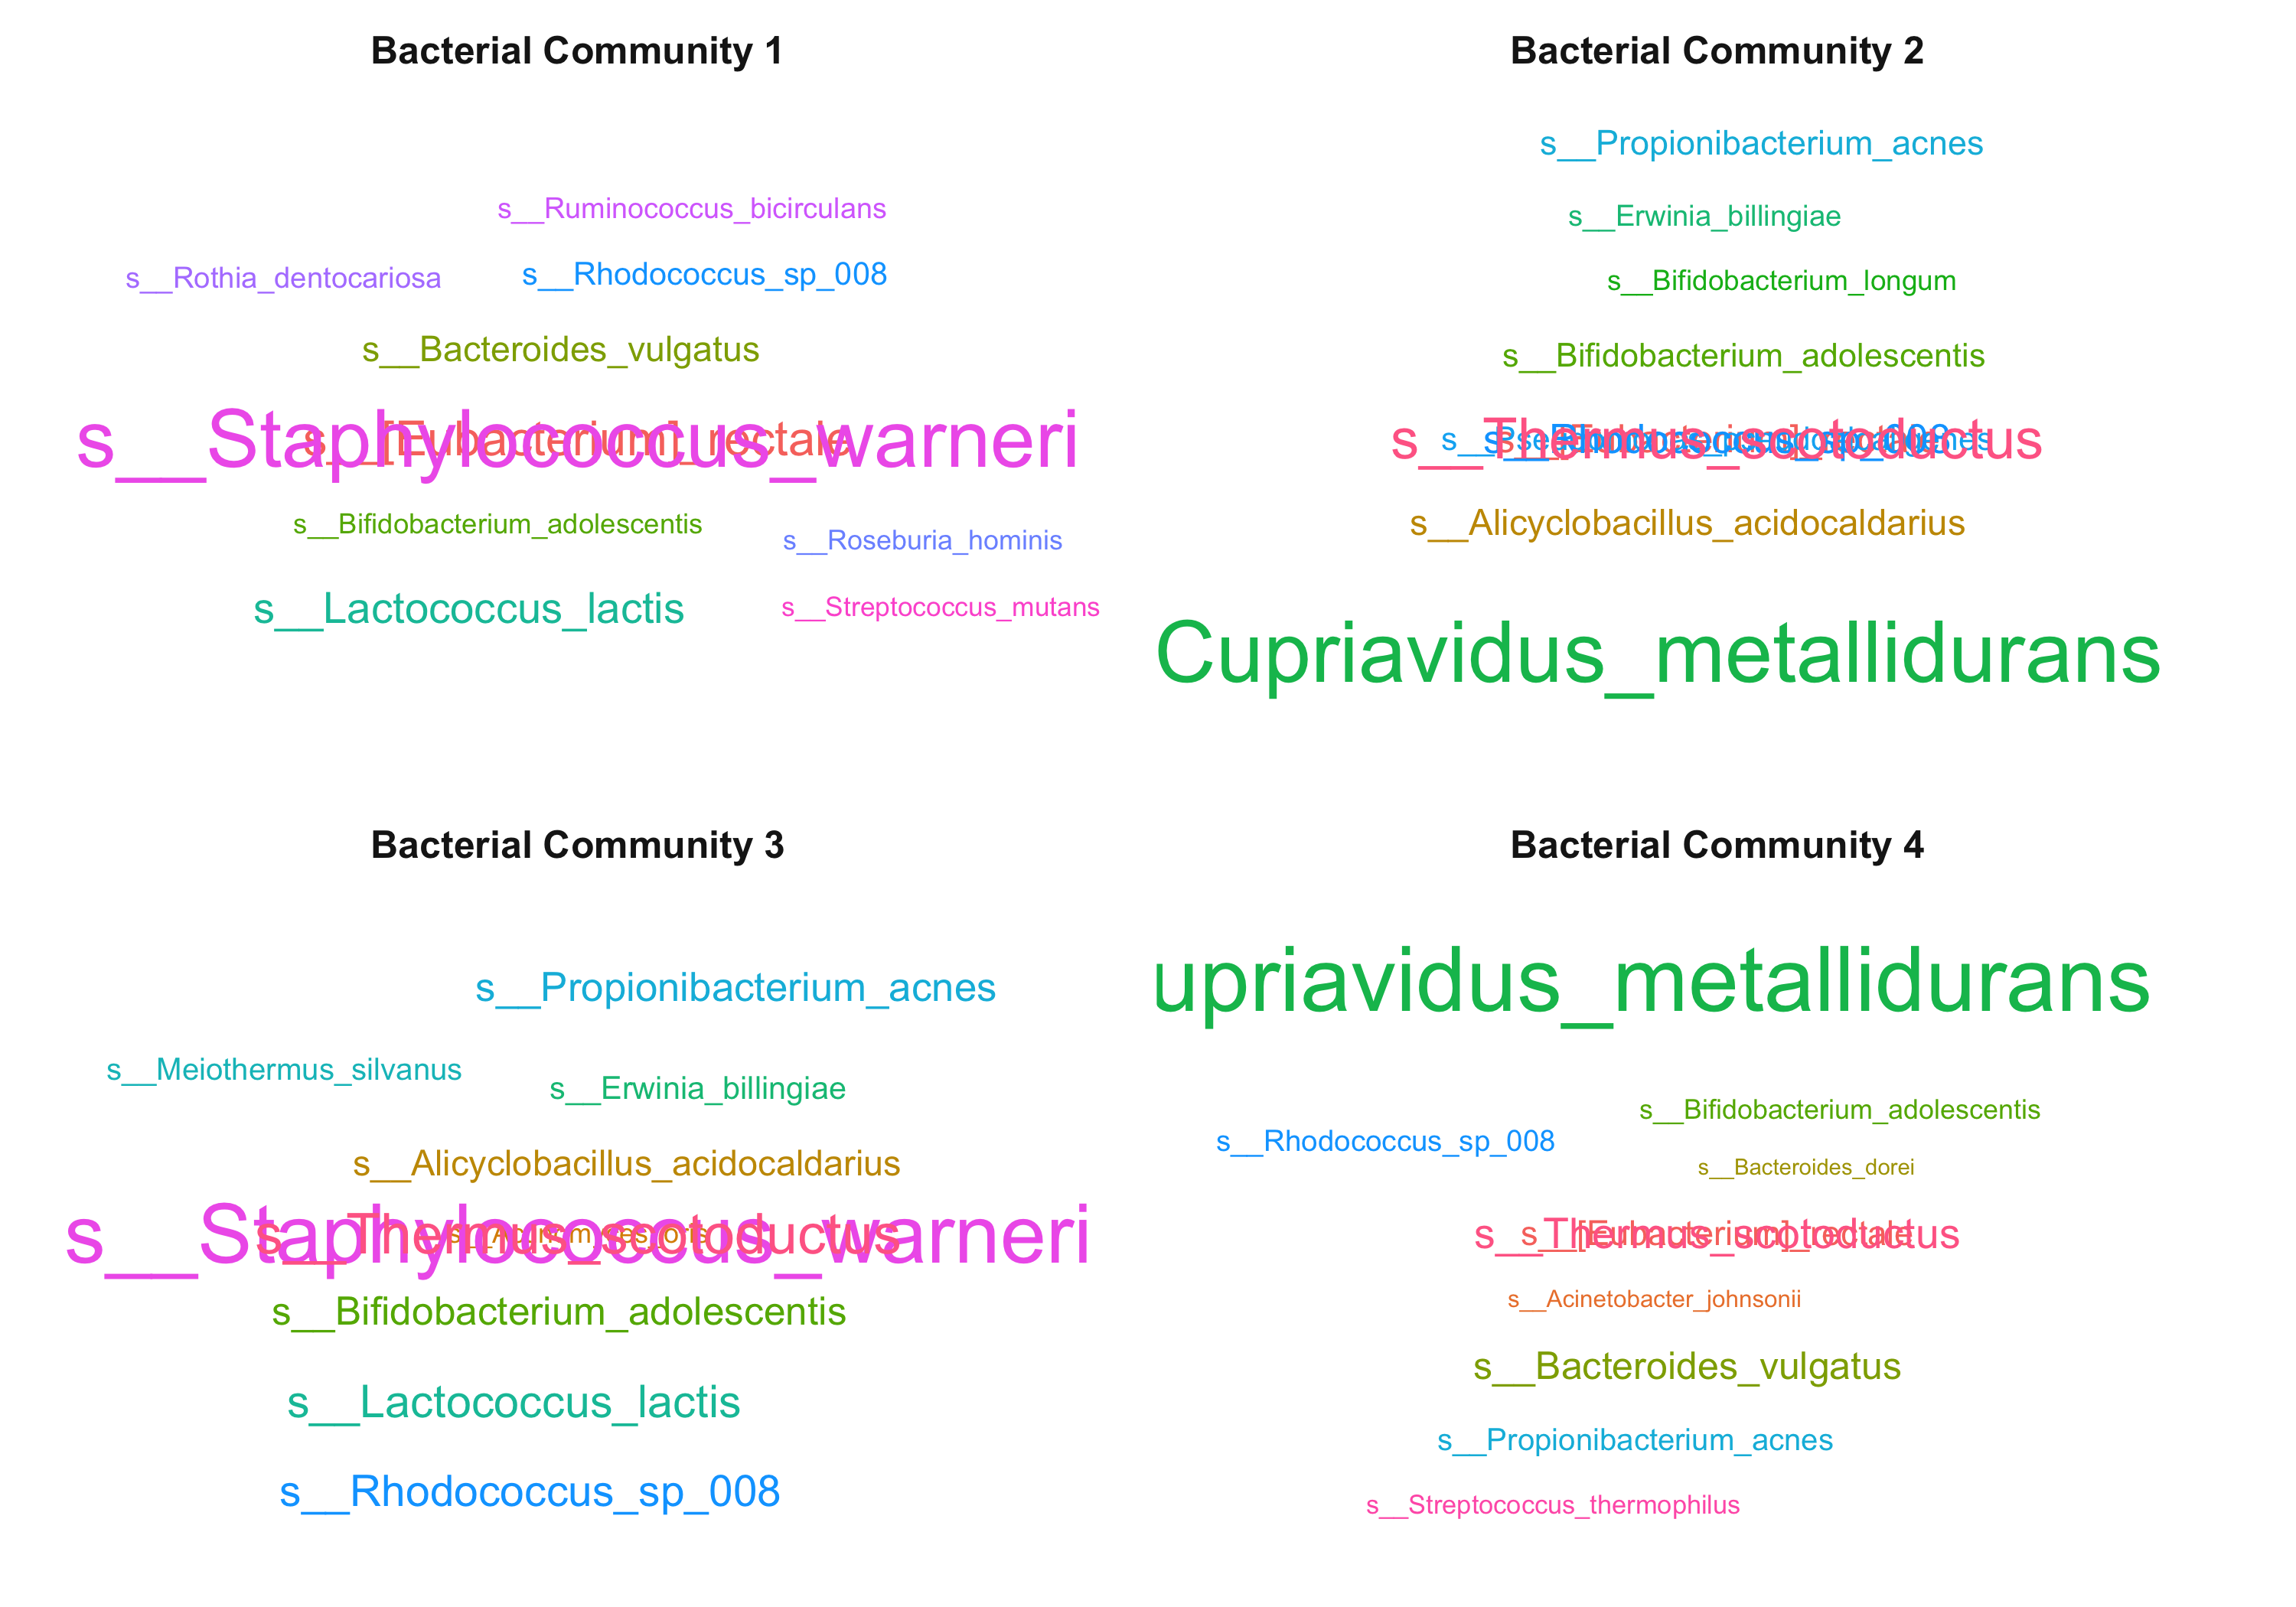 Bacterial Community 1
s__Ruminococcus_bicirculans
s__Rothia_dentocariosa
s__Rhodococcus_sp_008
s__Bacteroides_vulgatus
s__Staphylococcus_warneri
s__[Eubacterium]_rectale
s__Bifidobacterium_adolescentis
s__Roseburia_hominis
s__Lactococcus_lactis
s__Streptococcus_mutans
Bacterial Community 2
s__Propionibacterium_acnes
s__Erwinia_billingiae
s__Bifidobacterium_longum
s__Bifidobacterium_adolescentis
s__Thermus_scotoductus
s__Rhodococcus_sp_008
s__Alicyclobacillus_acidocaldarius
Cupriavidus_metallidurans
Bacterial Community 3
s__Propionibacterium_acnes
s__Meiothermus_silvanus
s__Erwinia_billingiae
s__Alicyclobacillus_acidocaldarius
s__Staphylococcus_warneri
s__Thermus_scotoductus
s__Bifidobacterium_adolescentis
s__Lactococcus_lactis
s__Rhodococcus_sp_008
Bacterial Community 4
upriavidus_metallidurans
s__Bifidobacterium_adolescentis
s__Rhodococcus_sp_008
s__Bacteroides_dorei
s__Thermus_scotoductus
s__[Eubacterium]_rectale
s__Acinetobacter_johnsonii
s__Bacteroides_vulgatus
s__Propionibacterium_acnes
s__Streptococcus_thermophilus